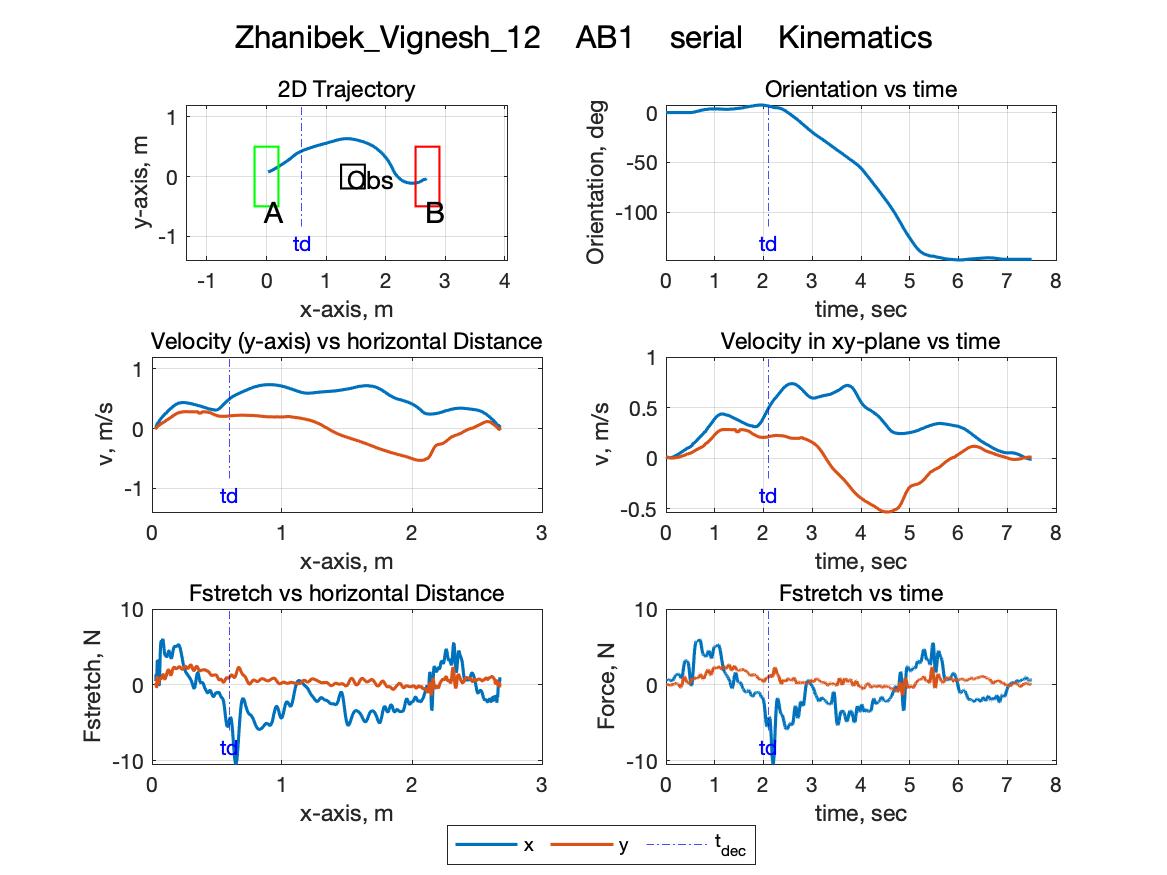 Zhanibek_Vignesh_12 AB1 serial Kinematics
2D Trajectory
y-axis, m
1
0
-1
Obs
A
B
td
-1 0 1 2 3 4
x-axis, m
Orientation vs time
Orientation, deg
0
-50
-100
td
0 1 2 3 4 5 6 7 8
time, sec
Velocity (y-axis) vs horizontal Distance
v, m/s
1
0
-1
td
0 1 2 3
x-axis, m
Velocity in xy-plane vs time
v, m/s
1
0.5
0
-0.5
td
0 1 2 3 4 5 6 7 8
time, sec
Fstretch vs horizontal Distance
Fstretch, N
10
0
-10
td
0 1 2 3
x-axis, m
Fstretch vs time
Force, N
10
0
-10
td
0 1 2 3 4 5 6 7 8
time, sec
x y t_dec